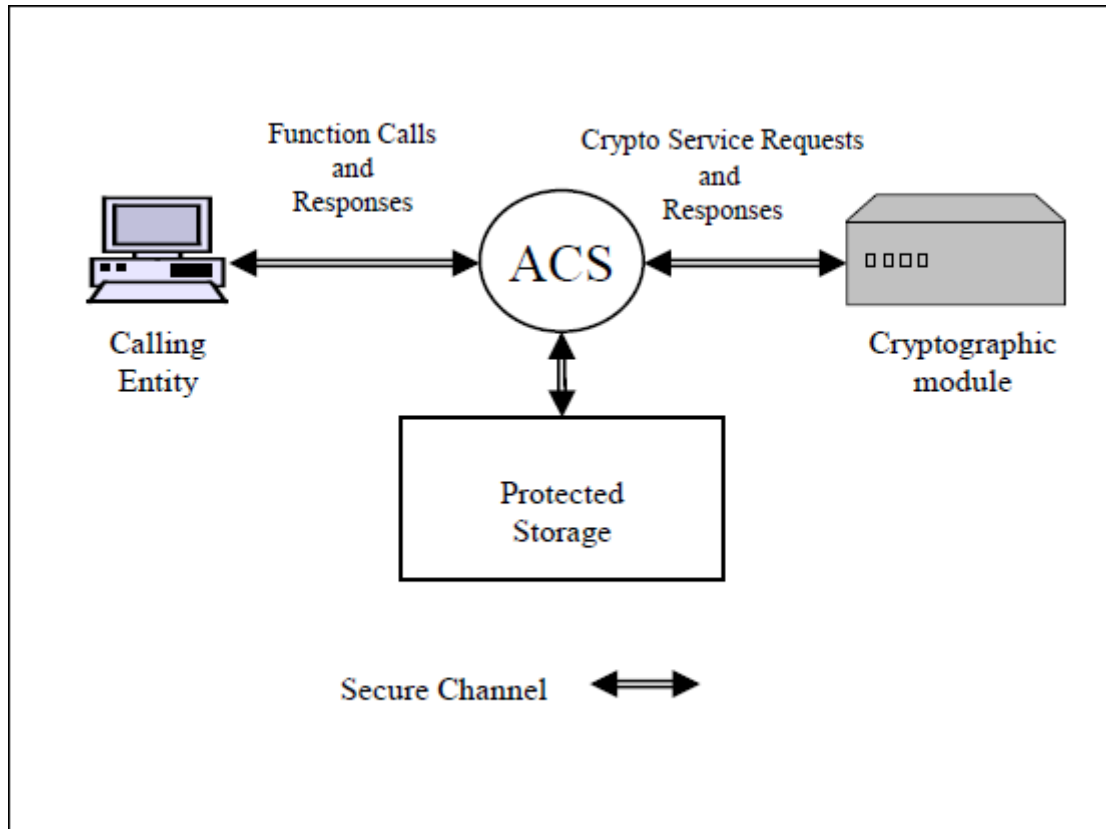 Function Calls
and
Responses
Crypto Service Requests
and
Responses
ACS
Calling
Entity
Cryptographic
module
Protected
Storage
Secure Channel